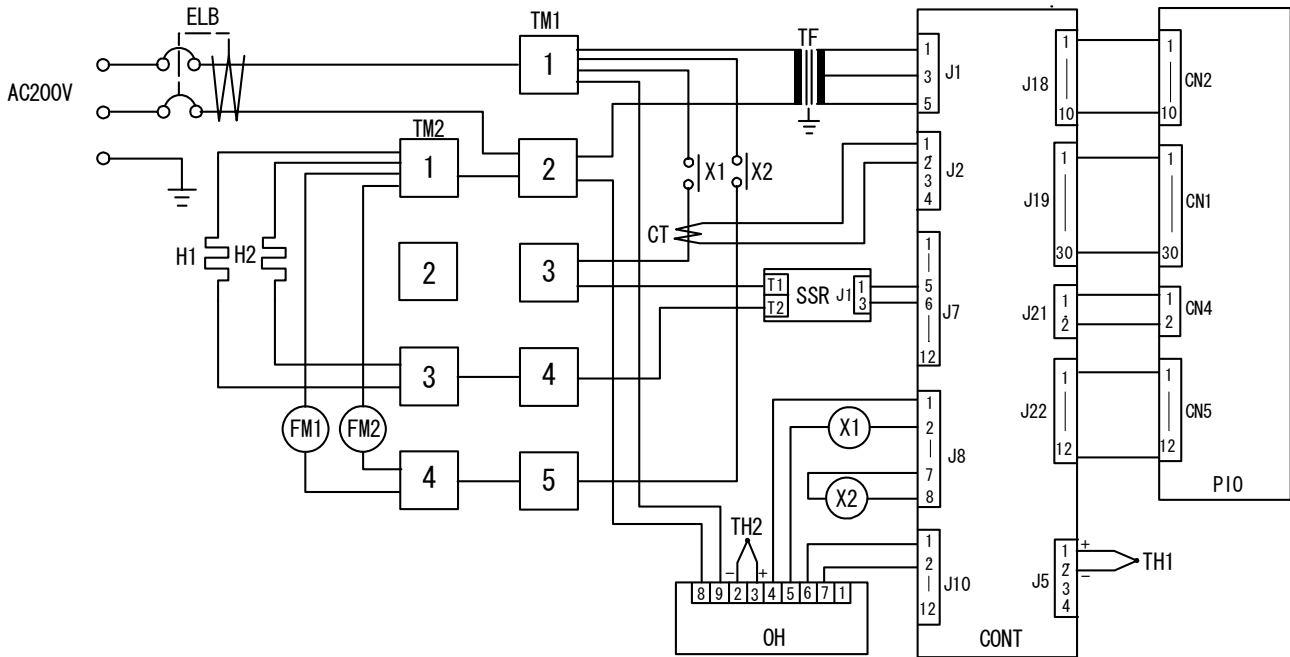 ELB
AC200V
TM1
1
2
3
4
5
TM2
1
2
3
4
H1
H2
FM1
FM2
TF
X1
X2
CT
T1
T2
SSR
J1
1
3
X1
X2
TH2
−
+
8
9
2
3
4
5
6
7
1
OH
1
3
5
J1
1
2
3
4
J2
1
5
6
12
J7
1
2
7
8
J8
1
2
12
J10
CONT
J18
1
10
J19
1
30
J21
1
2
J22
1
12
J5
1
2
3
4
+
−
TH1
1
10
CN2
1
30
CN1
1
2
CN4
1
12
CN5
PIO